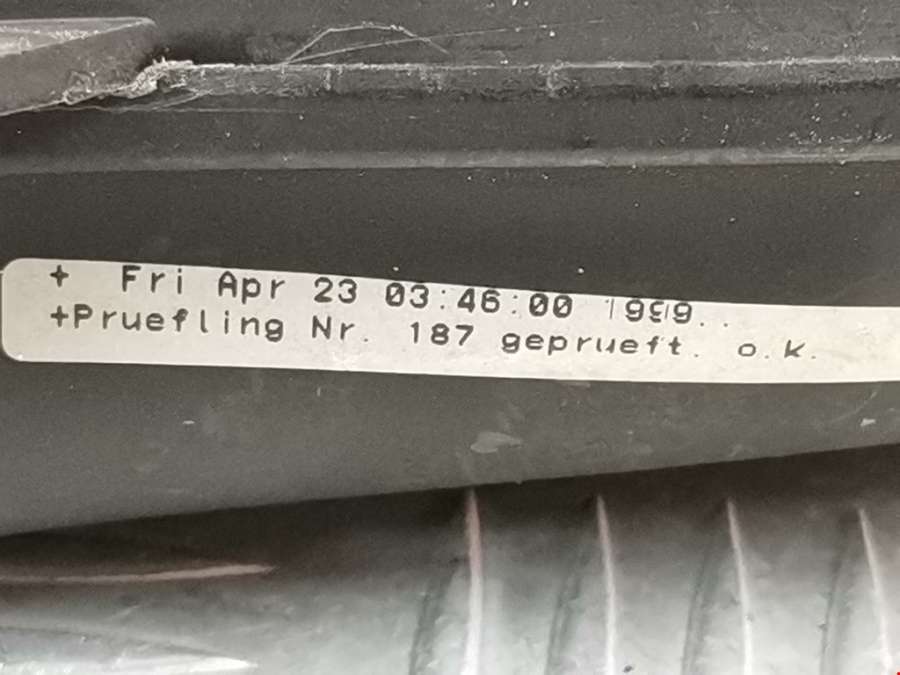 + Fri Apr 23 03:46:00 1999..
+Pruefling Nr. 187 geprueft. o.k.